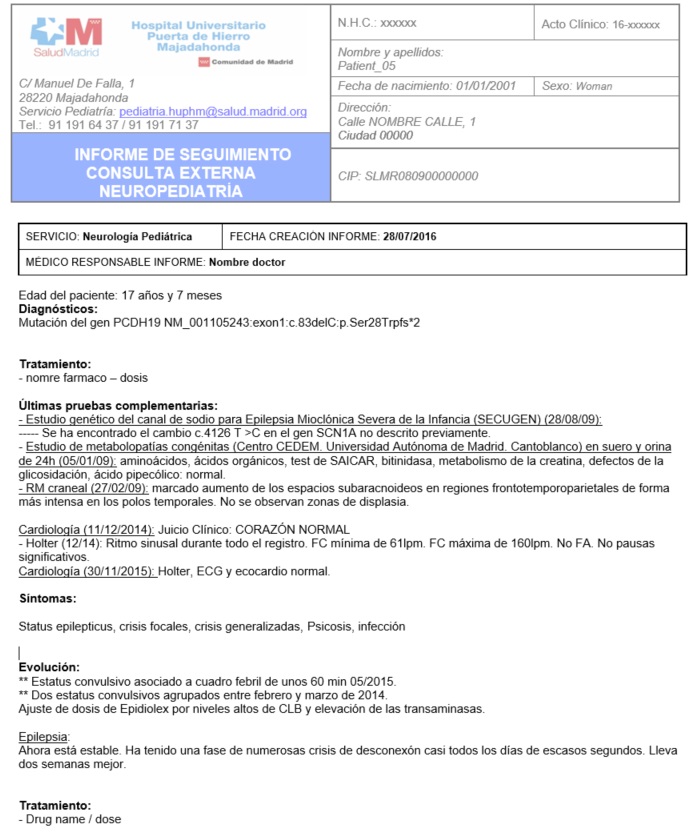 SaludMadrid
Hospital Universitario
Puerta de Hierro
Majadahonda
Comunidad de Madrid
C/ Manuel De Falla, 1
28220 Majadahonda
Servicio Pediatría: pediatria.huphm@salud.madrid.org
Tel.: 91 191 64 37 / 91 191 71 37
INFORME DE SEGUIMIENTO
CONSULTA EXTERNA
NEUROPEDIATRÍA
N.H.C.: xxxxxx
Acto Clínico: 16-xxxxxx
Nombre y apellidos:
Patient_05
Fecha de nacimiento: 01/01/2001
Sexo: Woman
Dirección:
Calle NOMBRE CALLE, 1
Ciudad 00000
CIP: SLMR080900000000
SERVICIO: Neurología Pediátrica
FECHA CREACIÓN INFORME: 28/07/2016
MÉDICO RESPONSABLE INFORME: Nombre doctor
Edad del paciente: 17 años y 7 meses
Diagnósticos:
Mutación del gen PCDH19 NM_001105243:exon1:c.83delC:p.Ser28Trpfs*2
Tratamiento:
- nomre farmaco – dosis
Últimas pruebas complementarias:
- Estudio genético del canal de sodio para Epilepsia Mioclónica Severa de la Infancia (SECUGEN) (28/08/09):
----- Se ha encontrado el cambio c.4126 T >C en el gen SCN1A no descrito previamente.
- Estudio de metabolopatías congénitas (Centro CEDEM. Universidad Autónoma de Madrid. Cantoblanco) en suero y orina
de 24h (05/01/09): aminoácidos, ácidos orgánicos, test de SAICAR, bitinidasa, metabolismo de la creatina, defectos de la
glicosidación, ácido pipecólico: normal.
- RM craneal (27/02/09): marcado aumento de los espacios subaracnoideos en regiones frontotemporoparietales de forma
más intensa en los polos temporales. No se observan zonas de displasia.
Cardiología (11/12/2014): Juicio Clínico: CORAZÓN NORMAL
- Holter (12/14): Ritmo sinusal durante todo el registro. FC mínima de 61lpm. FC máxima de 160lpm. No FA. No pausas
significativos.
Cardiología (30/11/2015): Holter, ECG y ecocardio normal.
Síntomas:
Status epilepticus, crisis focales, crisis generalizadas, Psicosis, infección
Evolución:
** Estatus convulsivo asociado a cuadro febril de unos 60 min 05/2015.
** Dos estatus convulsivos agrupados entre febrero y marzo de 2014.
Ajuste de dosis de Epidiolex por niveles altos de CLB y elevación de las transaminasas.
Epilepsia:
Ahora está estable. Ha tenido una fase de numerosas crisis de desconexón casi todos los días de escasos segundos. Lleva
dos semanas mejor.
Tratamiento:
- Drug name / dose